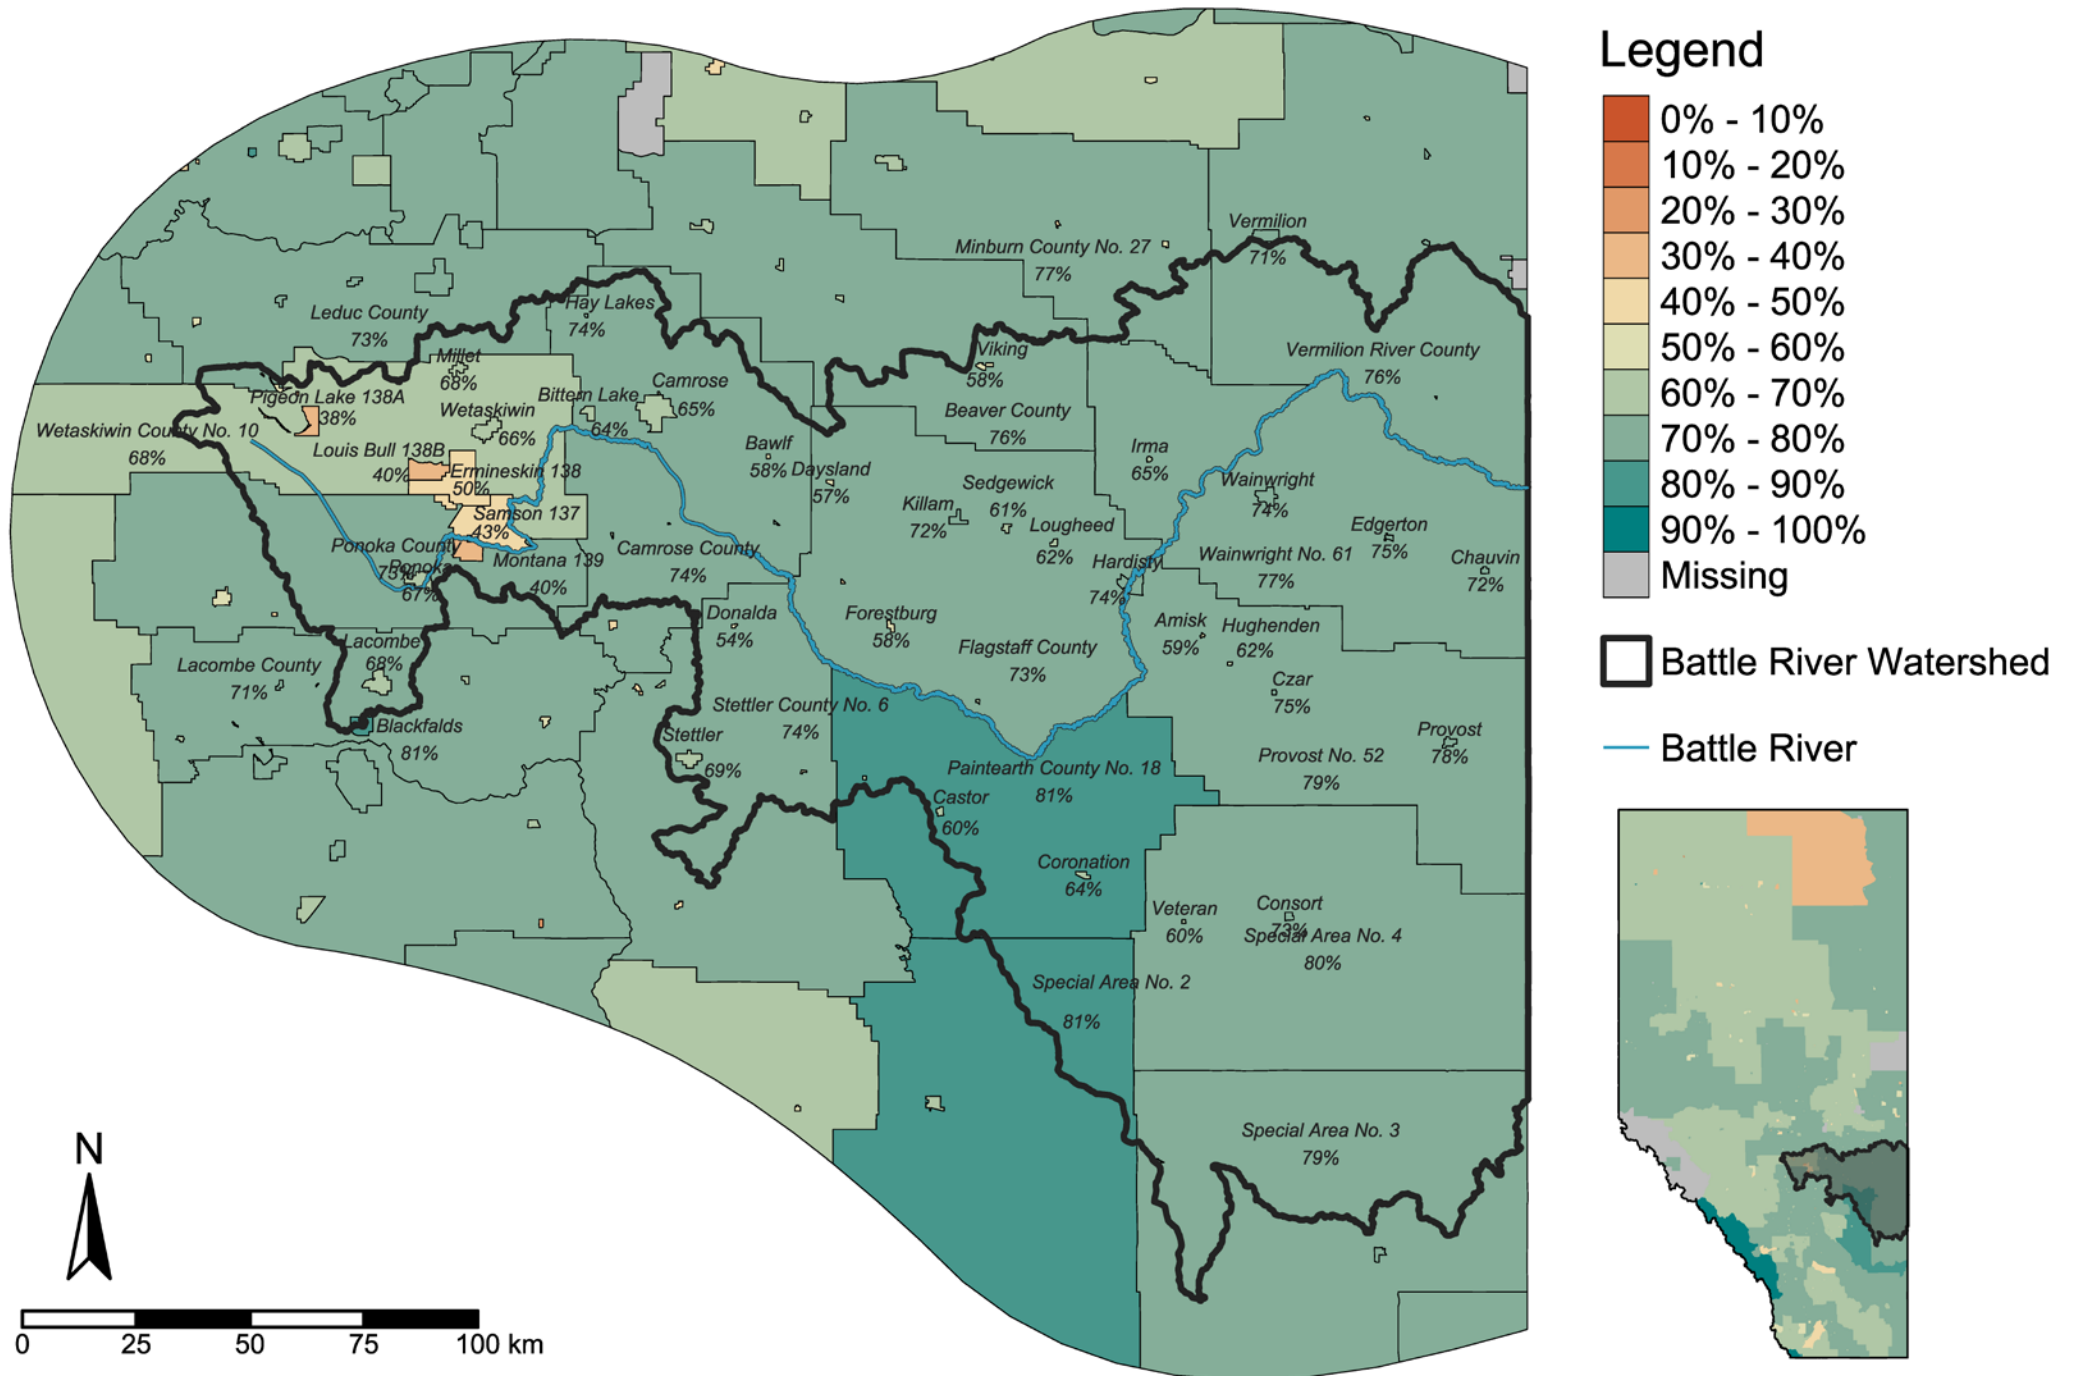 Legend
0% - 10%
10% - 20%
20% - 30%
30% - 40%
40% - 50%
50% - 60%
60% - 70%
70% - 80%
80% - 90%
90% - 100%
Missing
Battle River Watershed
Battle River
Vermilion
71%
Minburn County No. 27
77%
Leduc County
73%
Hay Lakes
74%
Millet
68%
Viking
58%
Vermilion River County
76%
Pigeon Lake 138A
38%
Bittern Lake
64%
Camrose
65%
Wetaskiwin
66%
Beaver County
76%
Wetaskiwin County No. 10
68%
Louis Bull 138B
40%
Ermineskin 138
50%
Bawlf
58%
Daysland
57%
Irma
65%
Wainwright
74%
Sedgewick
61%
Killam
72%
Lougheed
62%
Samson 137
43%
Edgerton
75%
Chauvin
72%
Ponoka County
73%
Ponoka
67%
Montana 139
40%
Camrose County
74%
Hardisty
74%
Wainwright No. 61
77%
Donalda
54%
Forestburg
58%
Flagstaff County
73%
Amisk
59%
Hughenden
62%
Lacombe
68%
Lacombe County
71%
Czar
75%
Stettler County No. 6
74%
Blackfalds
81%
Stettler
69%
Provost
78%
Provost No. 52
79%
Paintearth County No. 18
81%
Castor
60%
Coronation
64%
Veteran
60%
Consort
73%
Special Area No. 4
80%
Special Area No. 2
81%
Special Area No. 3
79%
N
0 25 50 75 100 km